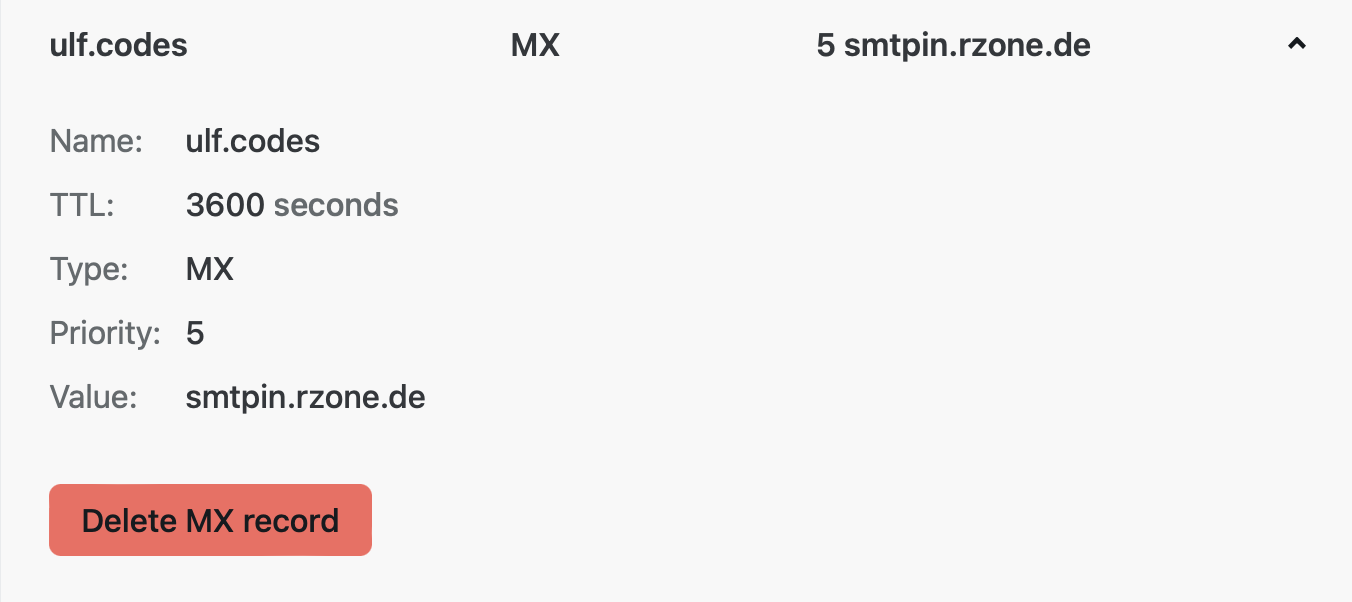 ulf.codes MX 5 smtpin.rzone.de
Name: ulf.codes
TTL: 3600 seconds
Type: MX
Priority: 5
Value: smtpin.rzone.de
Delete MX record